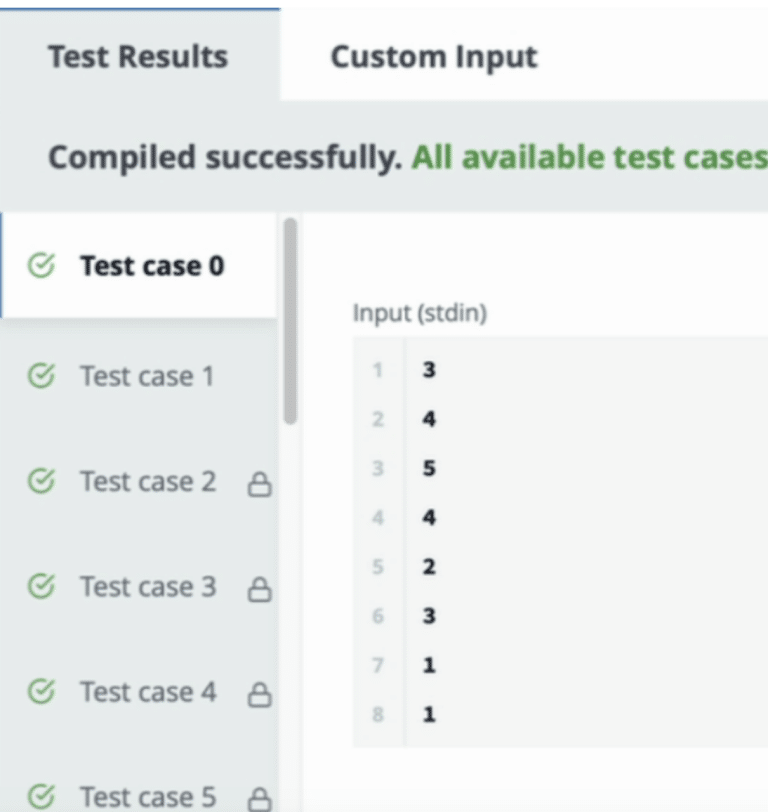 Test Results Custom Input
Compiled successfully. All available test cases
Test case 0
Test case 1
Test case 2
Test case 3
Test case 4
Test case 5
Input (stdin)
1 3
2 4
3 5
4 4
5 2
6 3
7 1
8 1